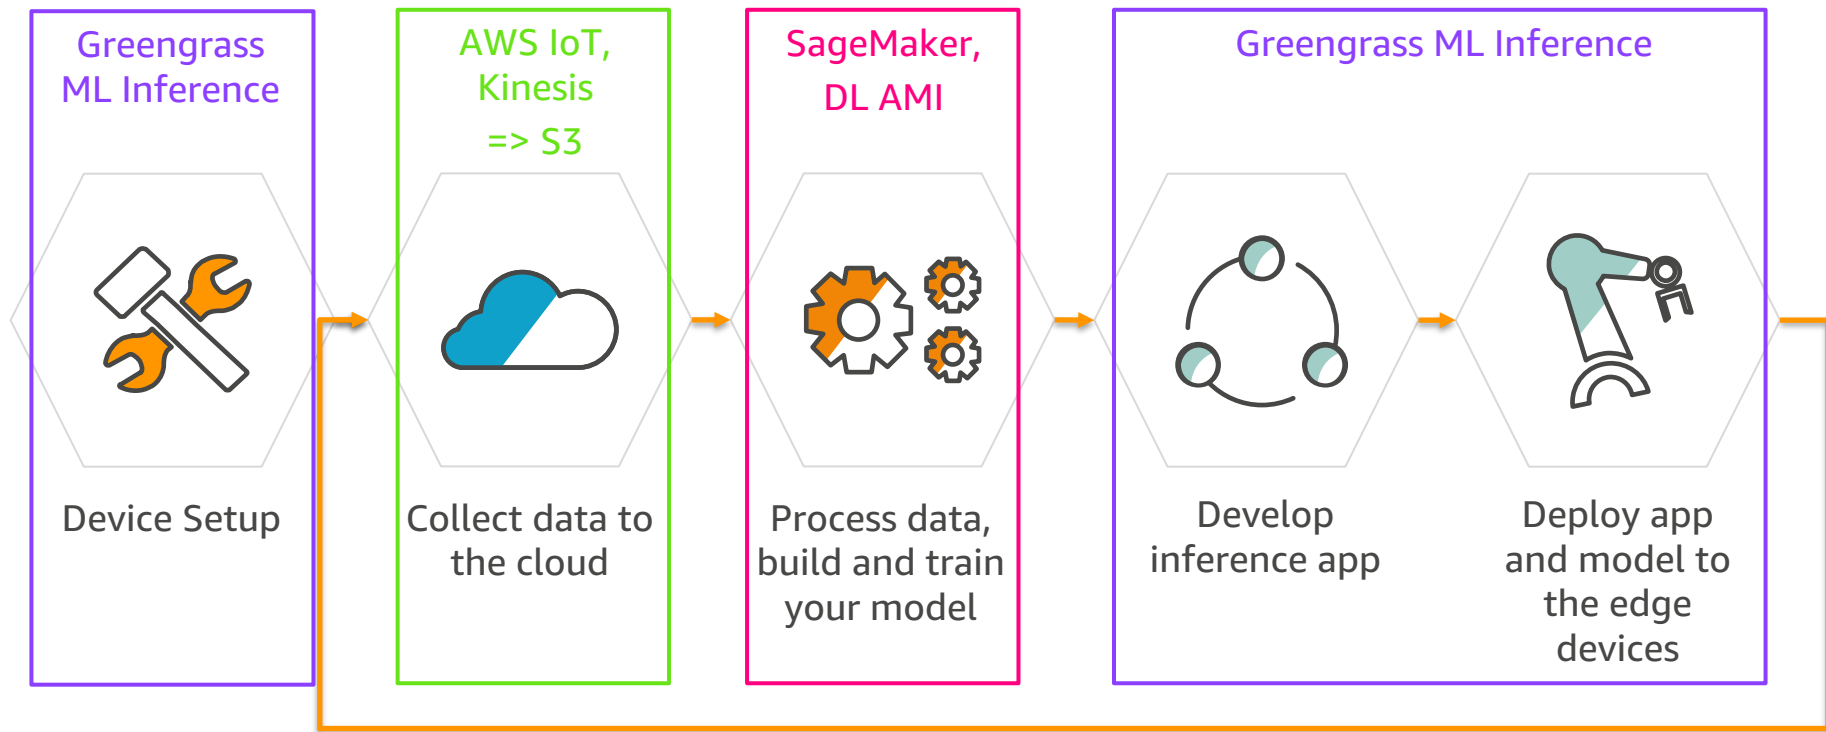 Greengrass
ML Inference
AWS IoT,
Kinesis
=> S3
SageMaker,
DL AMI
Greengrass ML Inference
Device Setup
Collect data to
the cloud
Process data,
build and train
your model
Develop
inference app
Deploy app
and model to
the edge
devices